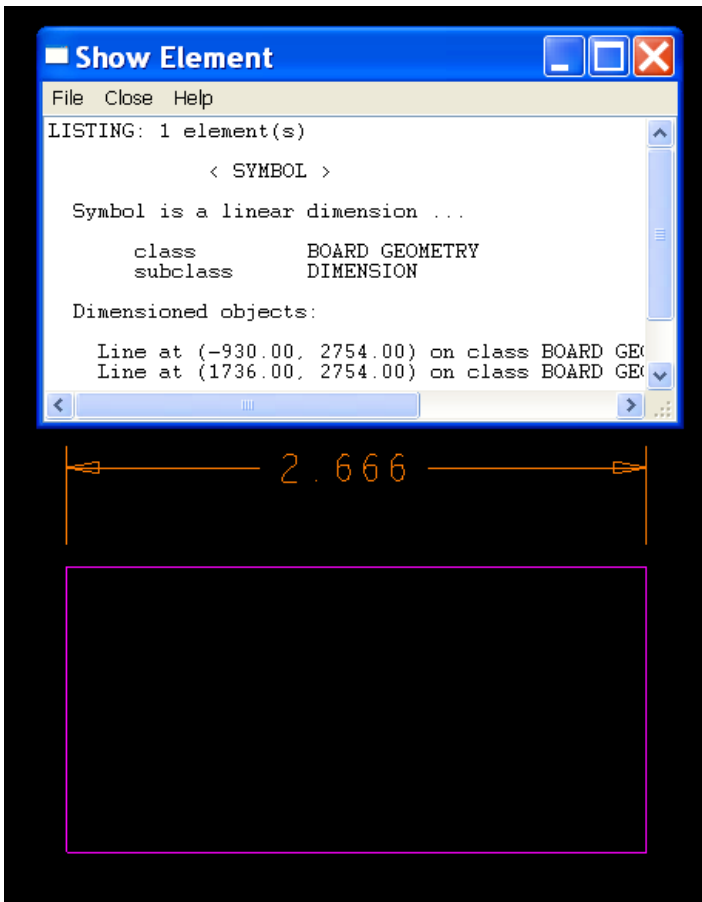 Show Element
File Close Help
LISTING: 1 element(s)
< SYMBOL >
Symbol is a linear dimension ...
class BOARD GEOMETRY
subclass DIMENSION
Dimensioned objects:
Line at (-930.00, 2754.00) on class BOARD GE
Line at (1736.00, 2754.00) on class BOARD GE
2.666